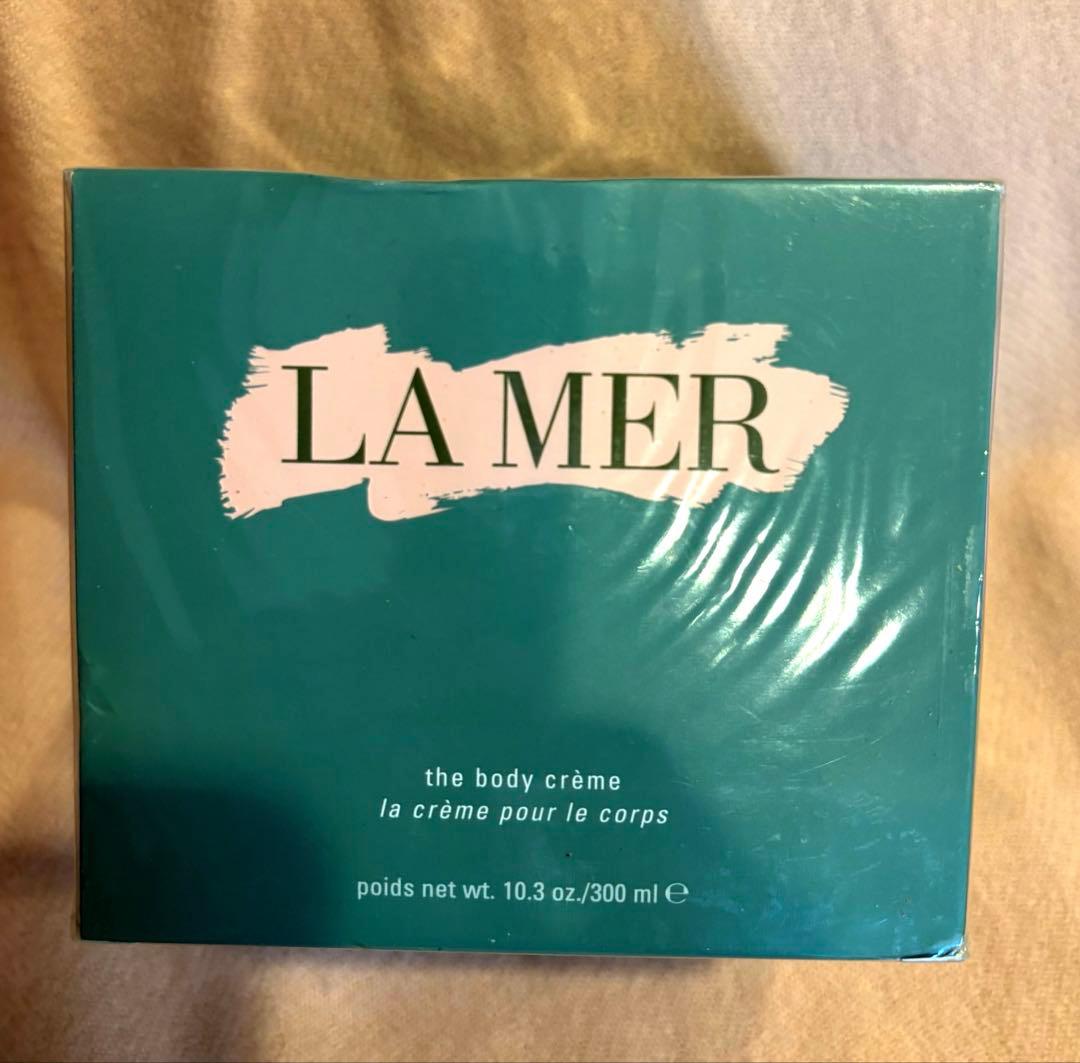 LA MER
the body crème
la crème pour le corps
poids net wt. 10.3 oz./300 ml ℮